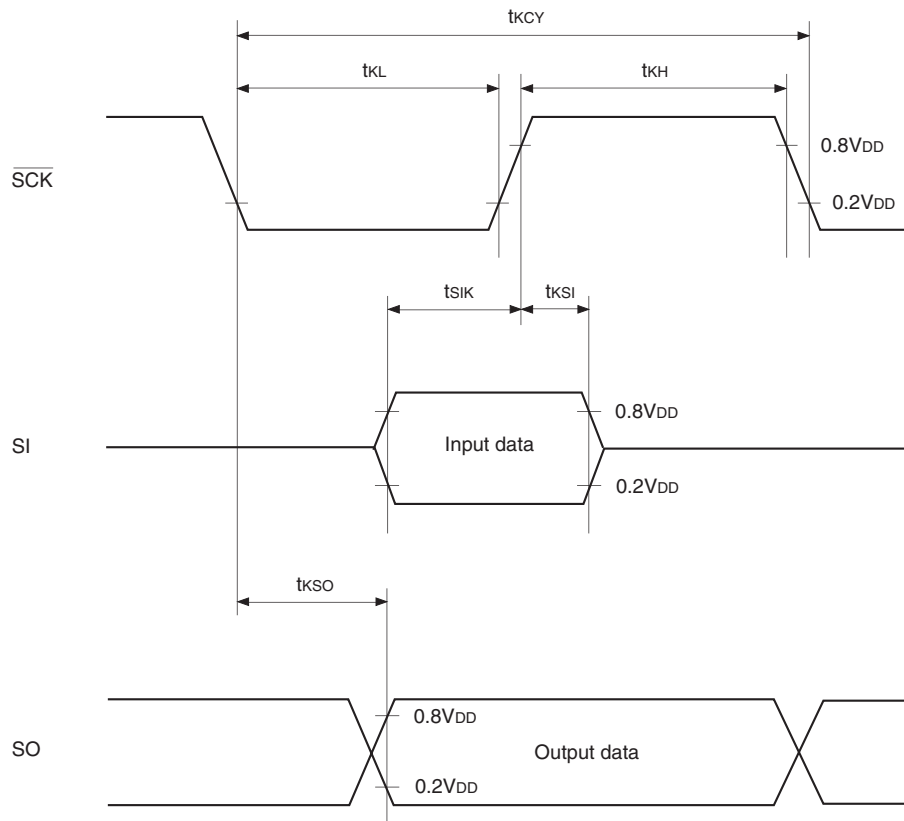 tKCY
tKL
tKH
SCK
0.8VDD
0.2VDD
tSIK
tKSI
SI
Input data
0.8VDD
0.2VDD
tKSO
SO
0.8VDD
Output data
0.2VDD